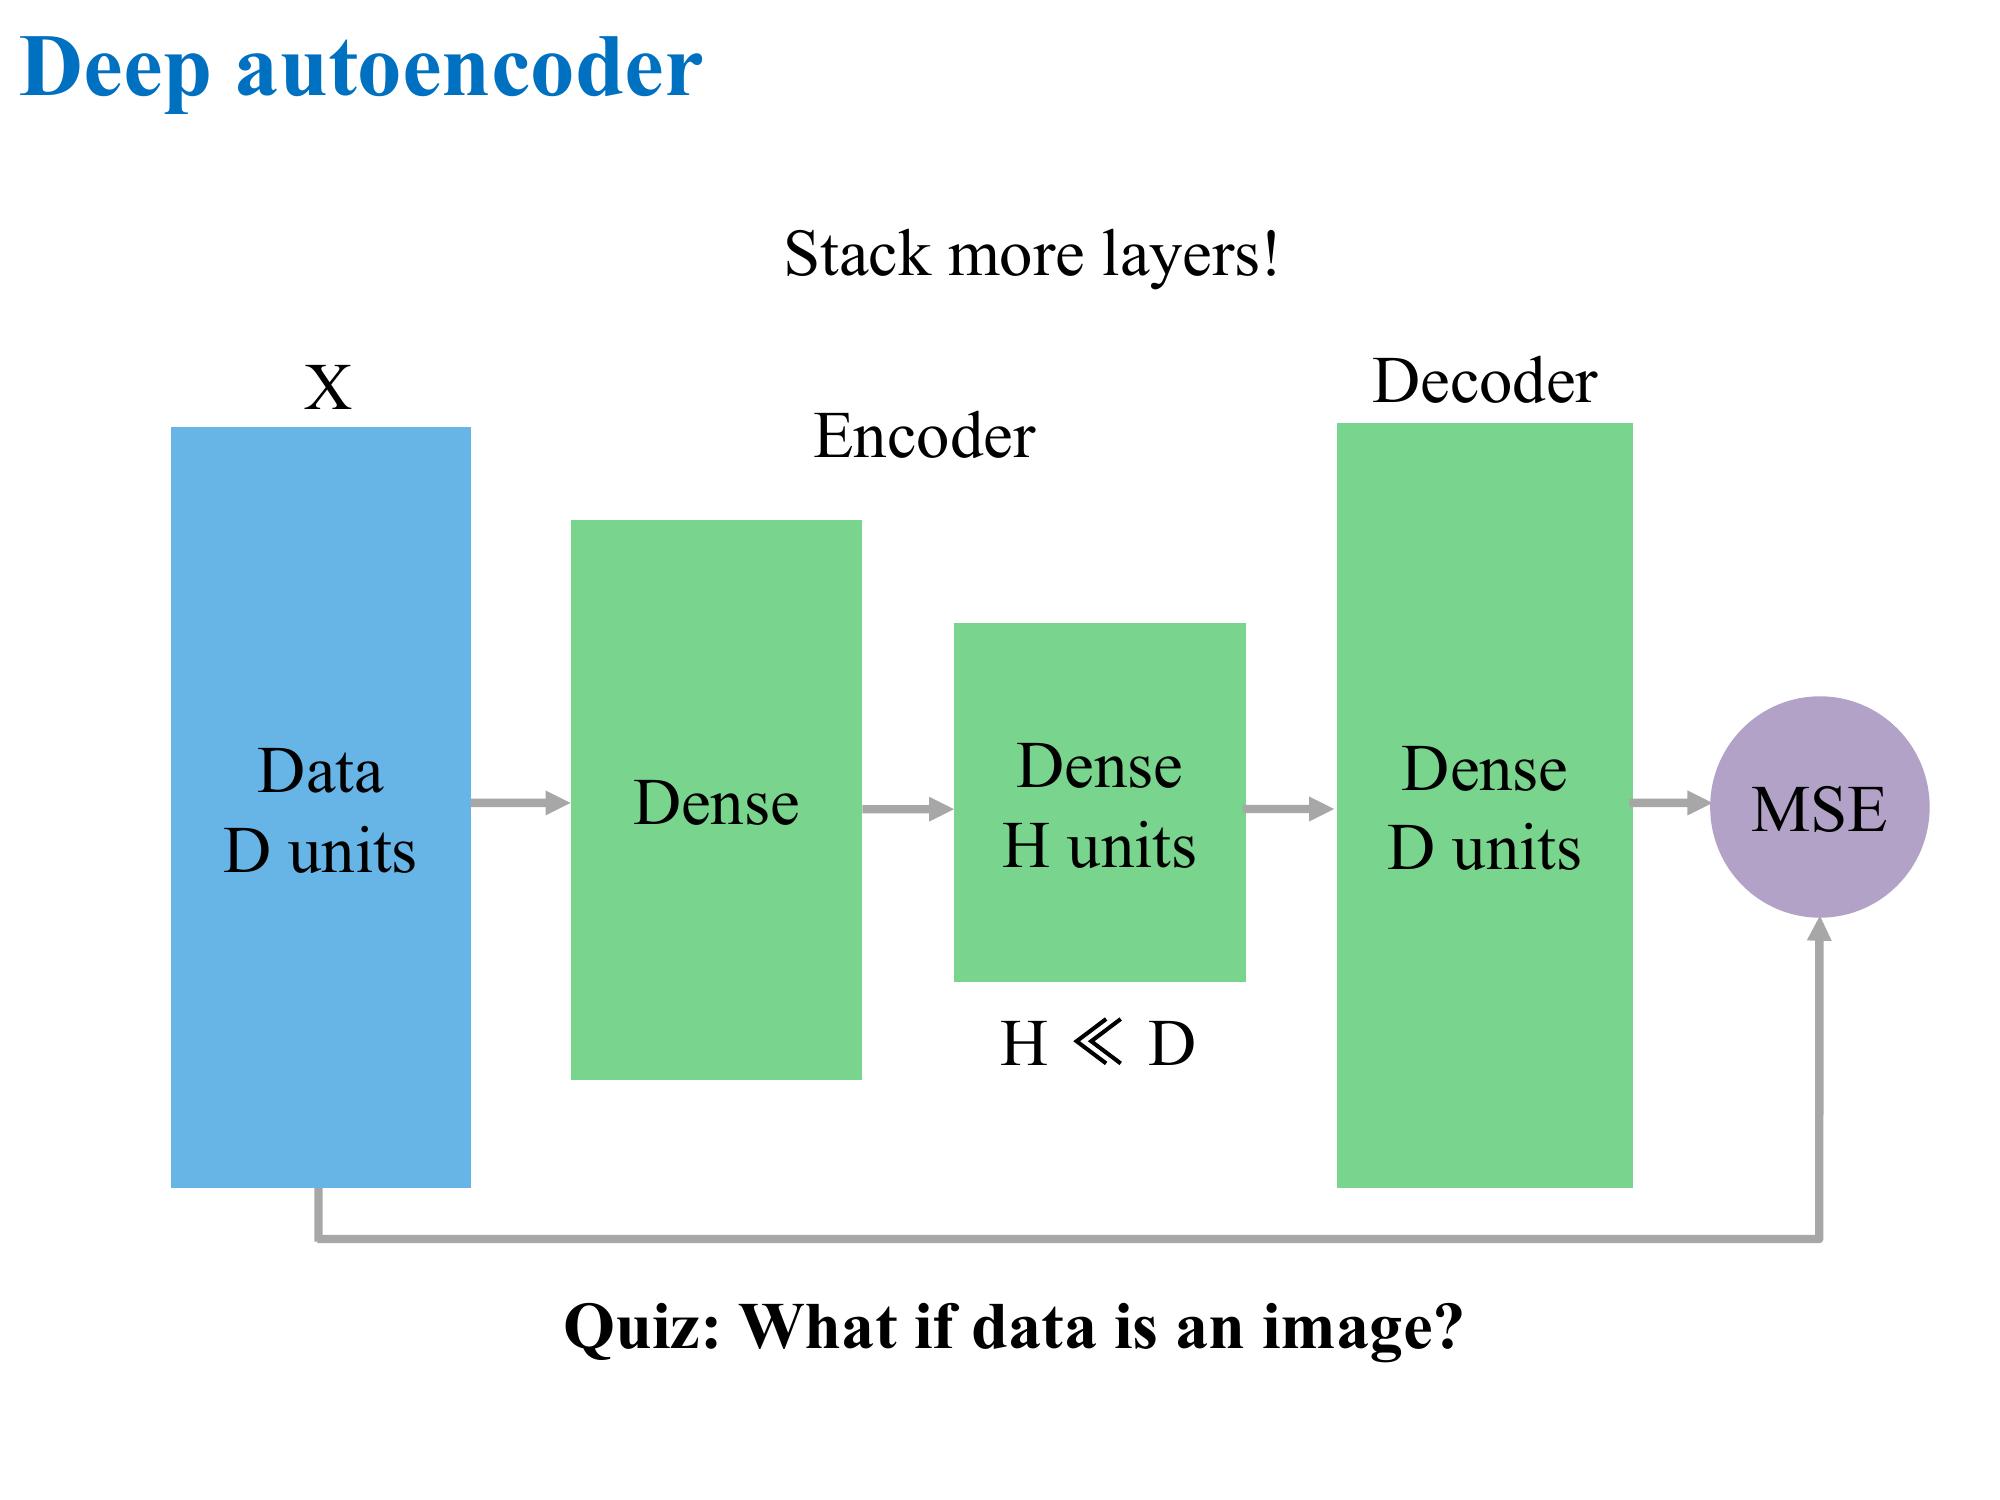 Deep autoencoder
Stack more layers!
X
Encoder
Decoder
Data
D units
Dense
Dense
H units
Dense
D units
MSE
H ≪ D
Quiz: What if data is an image?